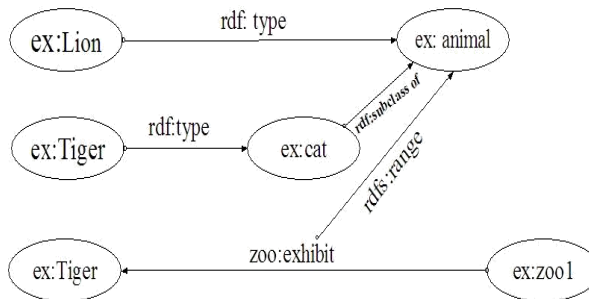 rdf: type
ex:Lion
ex: animal
rdf:type
rdf:subclass of
ex:Tiger
ex:cat
rdfs:range
zoo:exhibit
ex:Tiger
ex:zoo1